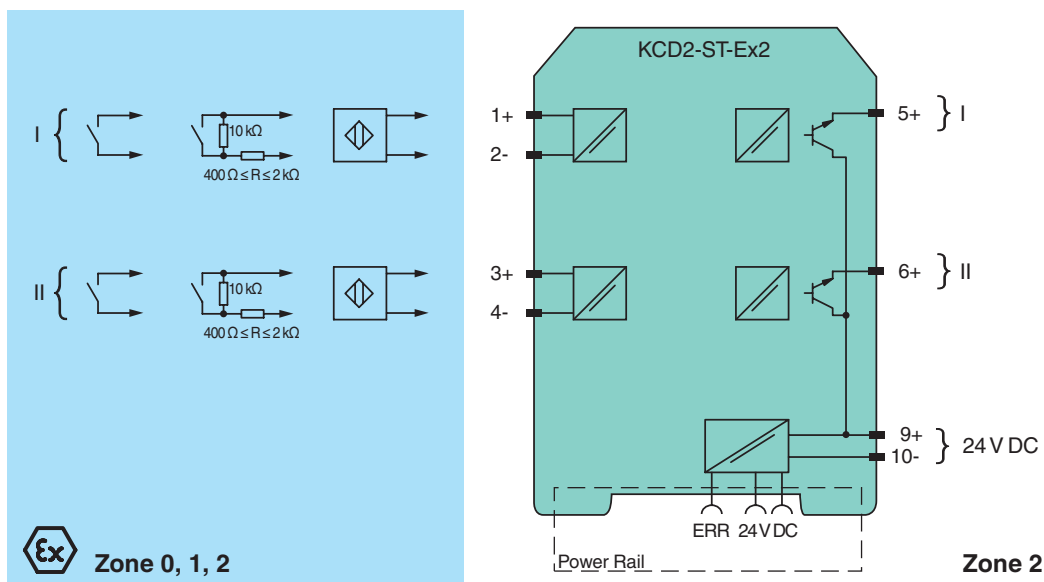 KCD2-ST-Ex2
I
10 kΩ
400 Ω ≤ R ≤ 2 kΩ
1+
2-
5+
I
II
10 kΩ
400 Ω ≤ R ≤ 2 kΩ
3+
4-
6+
II
9+
10-
24 V DC
ERR 24 V DC
Power Rail
Ex
Zone 0, 1, 2
Zone 2